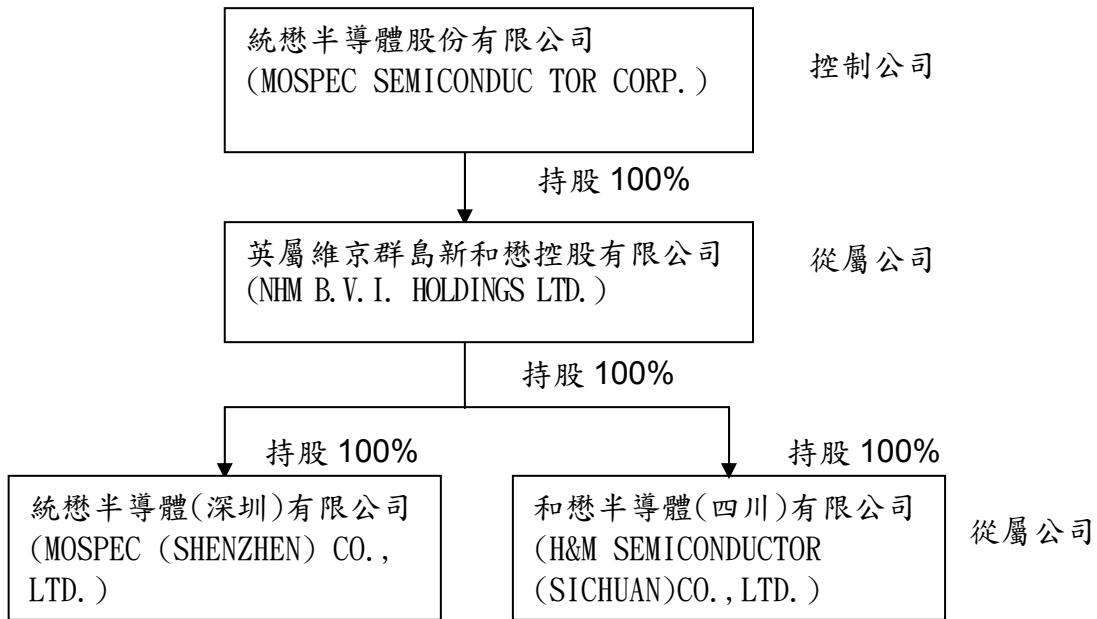 統懋半導體股份有限公司
(MOSPEC SEMICONDUC TOR CORP.)
控制公司
持股 100%
英屬維京群島新和懋控股有限公司
(NHM B.V.I. HOLDINGS LTD.)
從屬公司
持股 100%
持股 100%
持股 100%
統懋半導體(深圳)有限公司
(MOSPEC (SHENZHEN) CO.,
LTD.)
和懋半導體(四川)有限公司
(H&M SEMICONDUCTOR
(SICHUAN)CO.,LTD.)
從屬公司